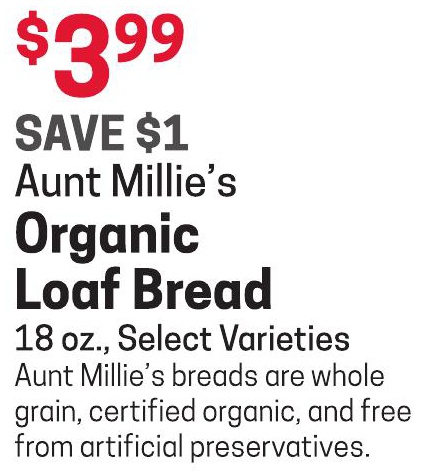 $3.99
SAVE $1
Aunt Millie's
Organic
Loaf Bread
18 oz., Select Varieties
Aunt Millie's breads are whole
grain, certified organic, and free
from artificial preservatives.